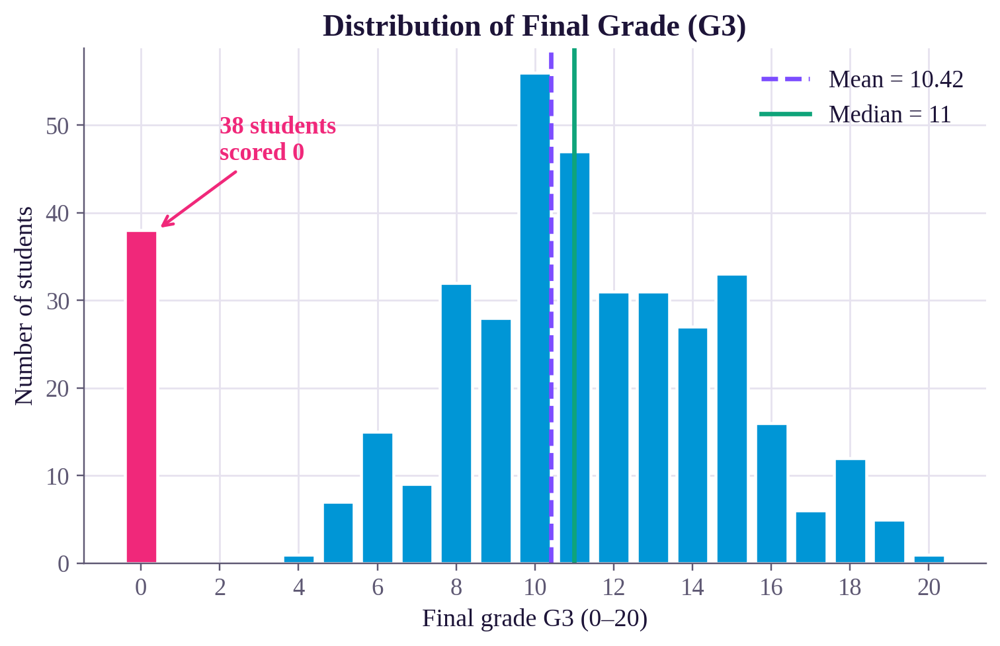 Distribution of Final Grade (G3)
Mean = 10.42
Median = 11
38 students
scored 0
Number of students
50
40
30
20
10
0
0 2 4 6 8 10 12 14 16 18 20
Final grade G3 (0–20)